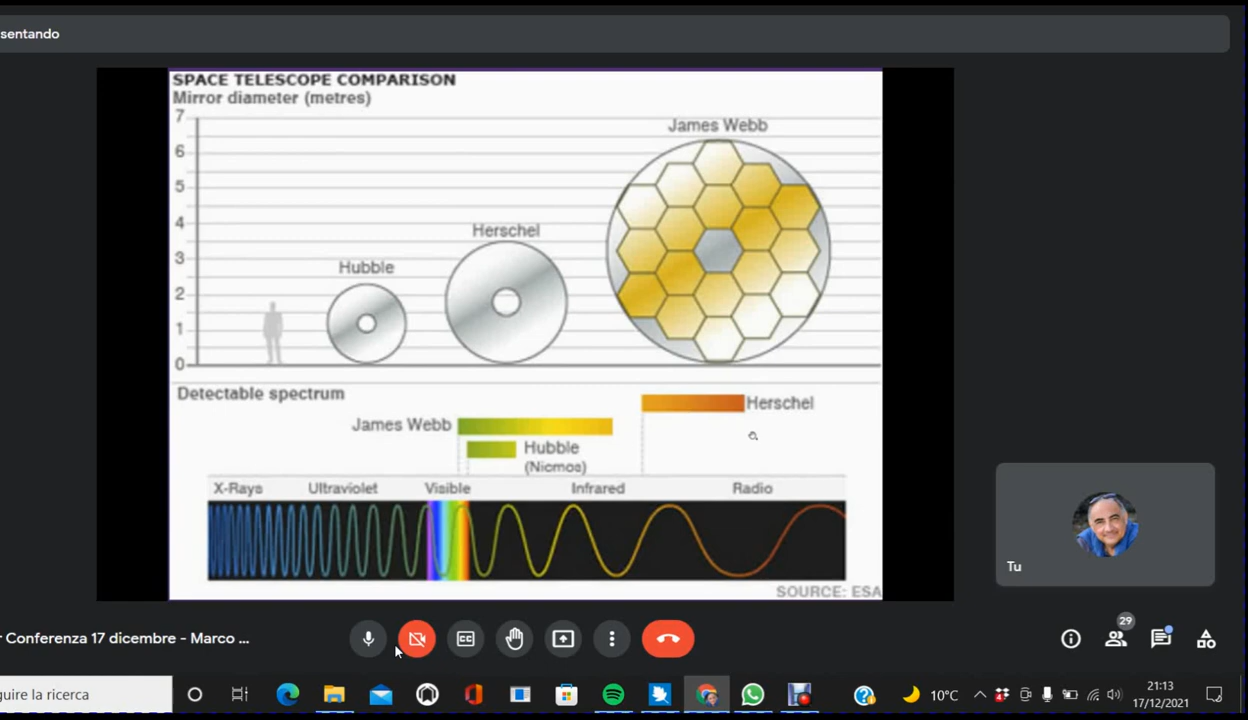 sentando
SPACE TELESCOPE COMPARISON
Mirror diameter (metres)
7
6
5
4
3
2
1
0
James Webb
Herschel
Hubble
Detectable spectrum
Herschel
James Webb
Hubble
(Nicmos)
X-Rays Ultraviolet Visible Infrared Radio
SOURCE: ESA
Tu
Conferenza 17 dicembre - Marco ...
29
guire la ricerca
10°C
21:13
17/12/2021